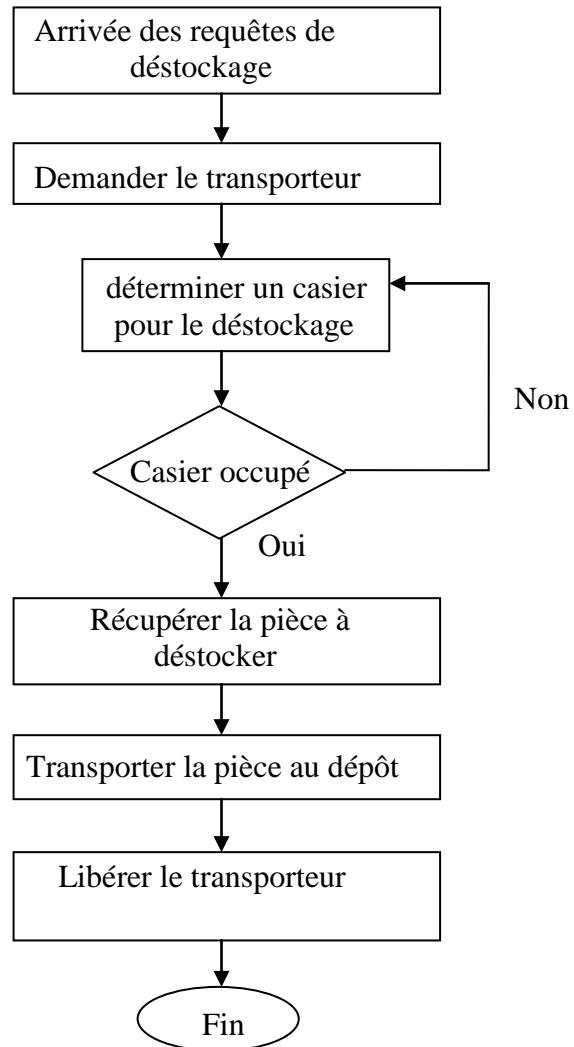 Arrivée des requêtes de
déstockage
Demander le transporteur
déterminer un casier
pour le déstockage
Non
Casier occupé
Oui
Récupérer la pièce à
déstocker
Transporter la pièce au dépôt
Libérer le transporteur
Fin